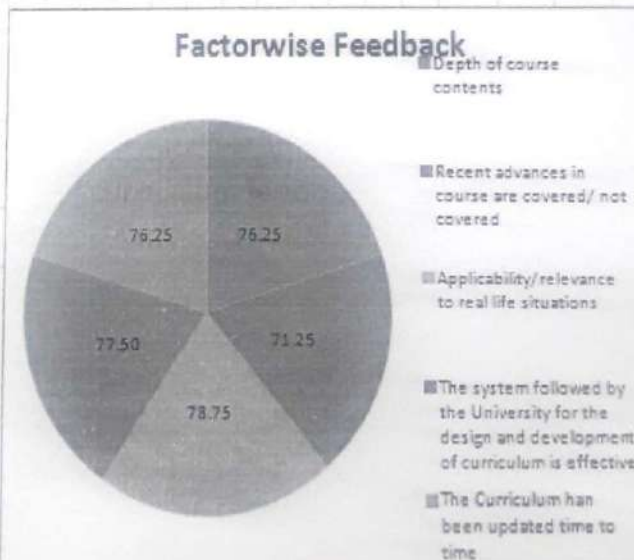 Factorwise Feedback
Depth of course
contents
Recent advances in
course are covered/ not
covered
Applicability/relevance
to real life situations
The system followed by
the University for the
design and development
of curriculum is effective
The Curriculum han
been updated time to
time
76.25
76.25
77.50
71.25
78.75